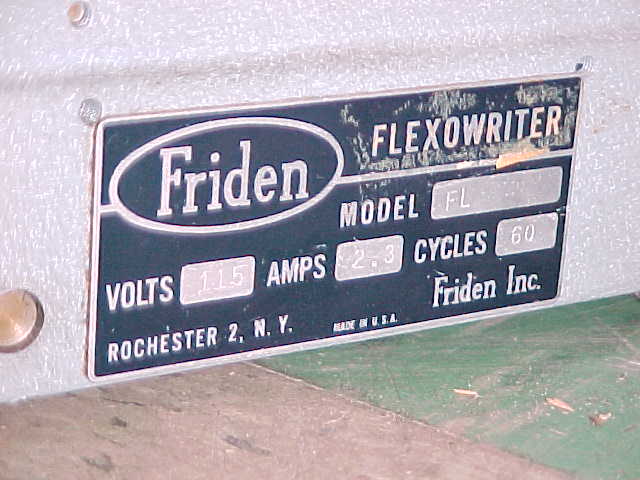 Friden
FLEXOWRITER
MODEL FL
VOLTS 115 AMPS 2.3 CYCLES 60
Friden Inc.
ROCHESTER 2, N. Y. MADE IN U.S.A.